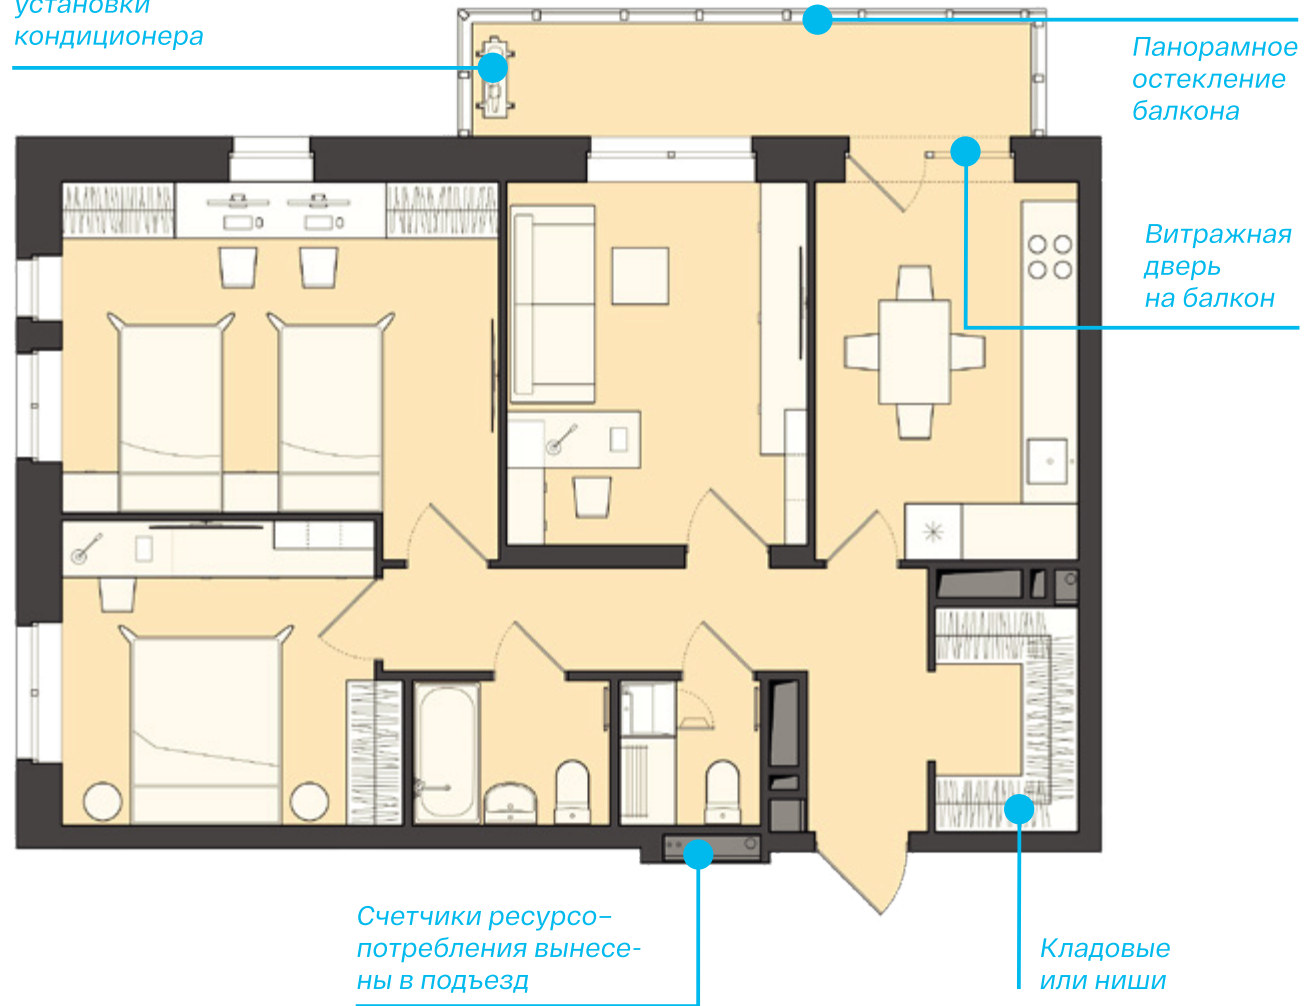 установки
кондиционера
Панорамное
остекление
балкона
Витражная
дверь
на балкон
Счетчики ресурсо–
потребления вынесе-
ны в подъезд
Кладовые
или ниши